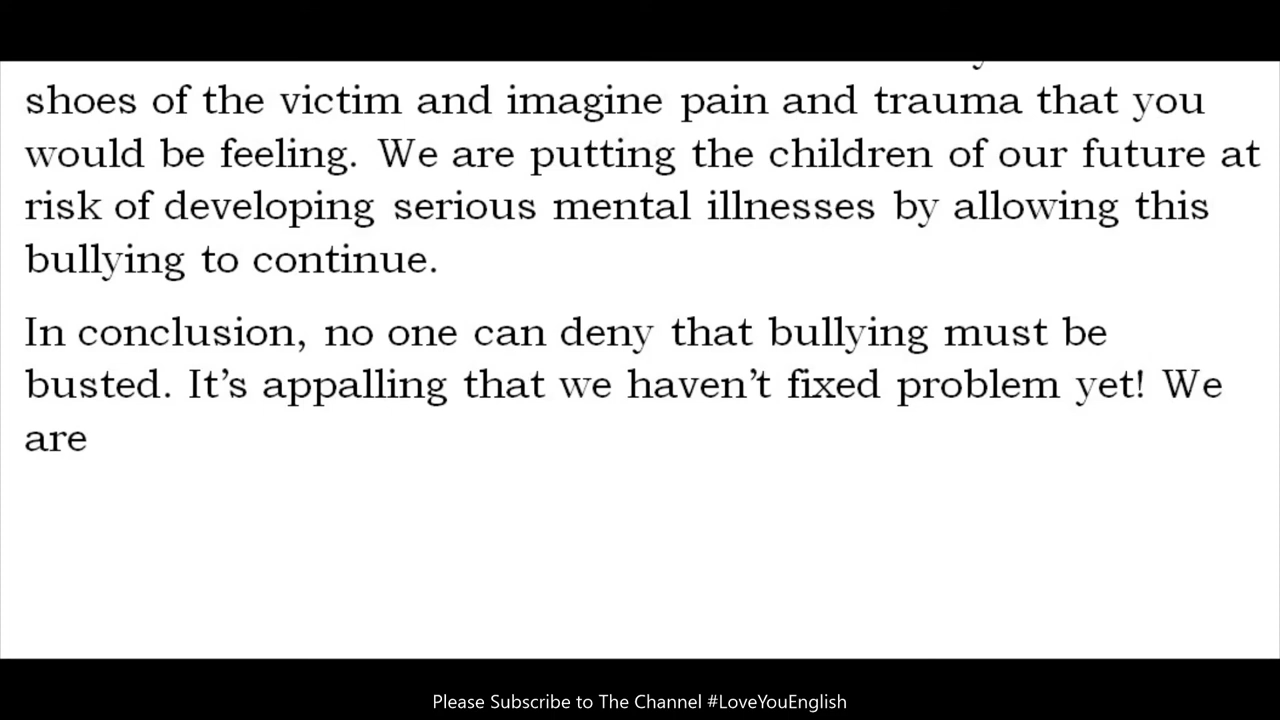 shoes of the victim and imagine pain and trauma that you
would be feeling. We are putting the children of our future at
risk of developing serious mental illnesses by allowing this
bullying to continue.
In conclusion, no one can deny that bullying must be
busted. It’s appalling that we haven’t fixed problem yet! We
are
Please Subscribe to The Channel #LoveYouEnglish